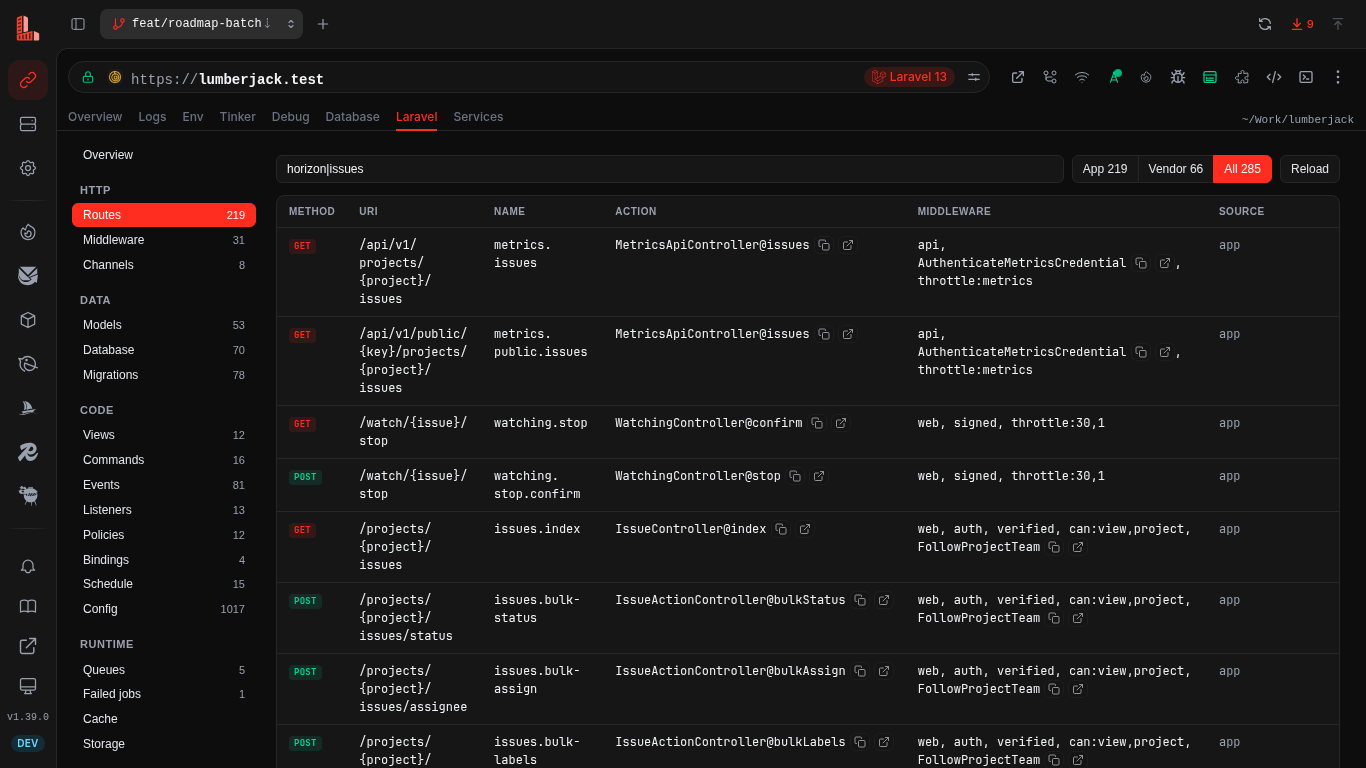 feat/roadmap-batch↓
9
https://lumberjack.test
Laravel 13
Overview Logs Env Tinker Debug Database Laravel Services
~/Work/lumberjack
Overview
HTTP
Routes 219
Middleware 31
Channels 8
DATA
Models 53
Database 70
Migrations 78
CODE
Views 12
Commands 16
Events 81
Listeners 13
Policies 12
Bindings 4
Schedule 15
Config 1017
RUNTIME
Queues 5
Failed jobs 1
Cache
Storage
v1.39.0
DEV
horizon|issues
App 219 Vendor 66 All 285 Reload
METHOD URI NAME ACTION MIDDLEWARE SOURCE
GET /api/v1/ metrics. MetricsApiController@issues api, app
projects/ issues AuthenticateMetricsCredential ,
{project}/ throttle:metrics
issues
GET /api/v1/public/ metrics. MetricsApiController@issues api, app
{key}/projects/ public.issues AuthenticateMetricsCredential ,
{project}/ throttle:metrics
issues
GET /watch/{issue}/ watching.stop WatchingController@confirm web, signed, throttle:30,1 app
stop
POST /watch/{issue}/ watching. WatchingController@stop web, signed, throttle:30,1 app
stop stop.confirm
GET /projects/ issues.index IssueController@index web, auth, verified, can:view,project, app
{project}/ FollowProjectTeam
issues
POST /projects/ issues.bulk- IssueActionController@bulkStatus web, auth, verified, can:view,project, app
{project}/ status FollowProjectTeam
issues/status
POST /projects/ issues.bulk- IssueActionController@bulkAssign web, auth, verified, can:view,project, app
{project}/ assign FollowProjectTeam
issues/assignee
POST /projects/ issues.bulk- IssueActionController@bulkLabels web, auth, verified, can:view,project, app
{project}/ labels FollowProjectTeam